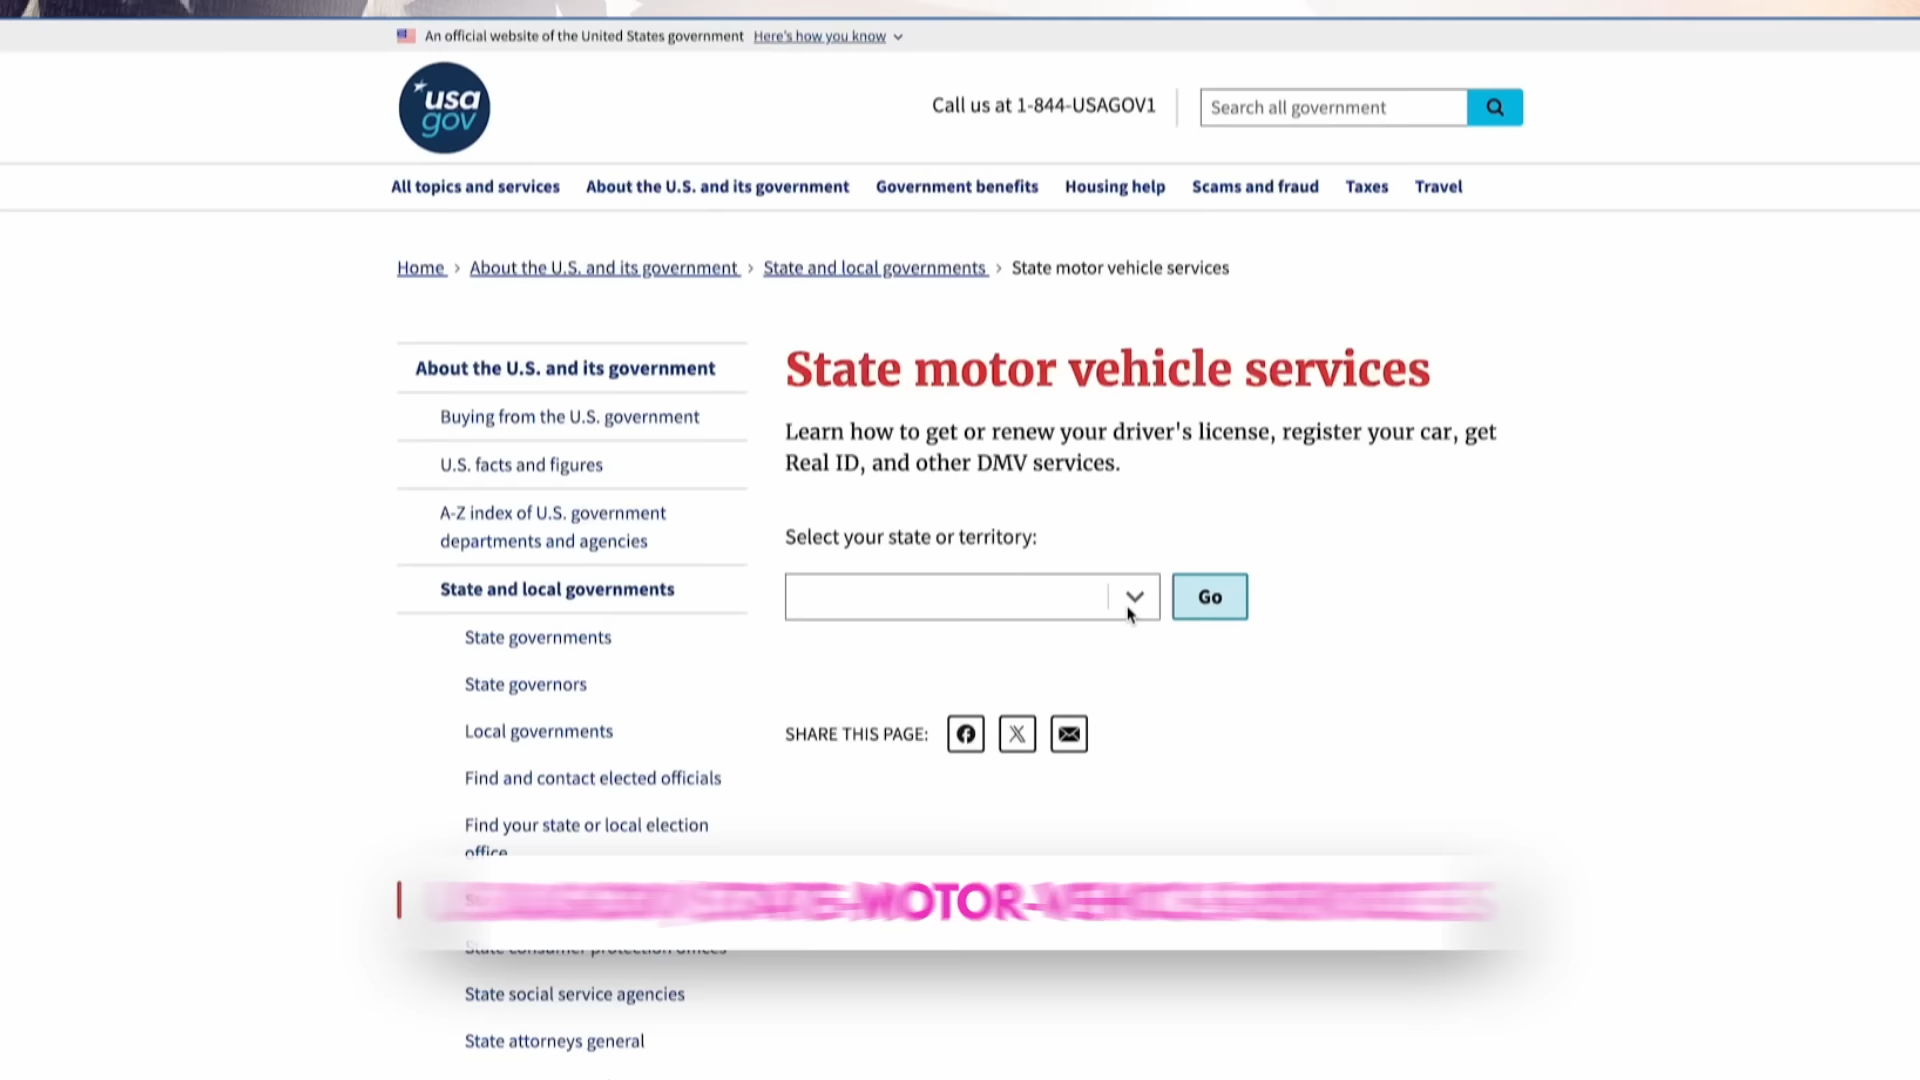 An official website of the United States government Here's how you know
usa
gov
Call us at 1-844-USAGOV1
Search all government
All topics and services About the U.S. and its government Government benefits Housing help Scams and fraud Taxes Travel
Home › About the U.S. and its government › State and local governments › State motor vehicle services
About the U.S. and its government
Buying from the U.S. government
U.S. facts and figures
A-Z index of U.S. government
departments and agencies
State and local governments
State governments
State governors
Local governments
Find and contact elected officials
Find your state or local election
office
State consumer protection offices
State social service agencies
State attorneys general
State motor vehicle services
Learn how to get or renew your driver's license, register your car, get
Real ID, and other DMV services.
Select your state or territory:
Go
SHARE THIS PAGE:
-MOTOR-